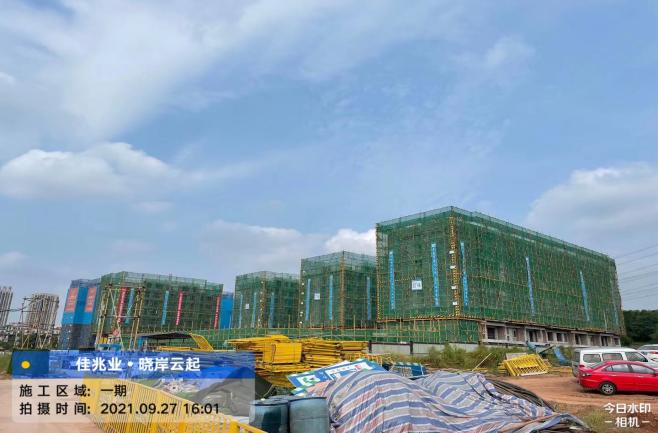 佳兆业·晓岸云起
施工区域: 一期
拍摄时间: 2021.09.27 16:01
今日水印
-相机-